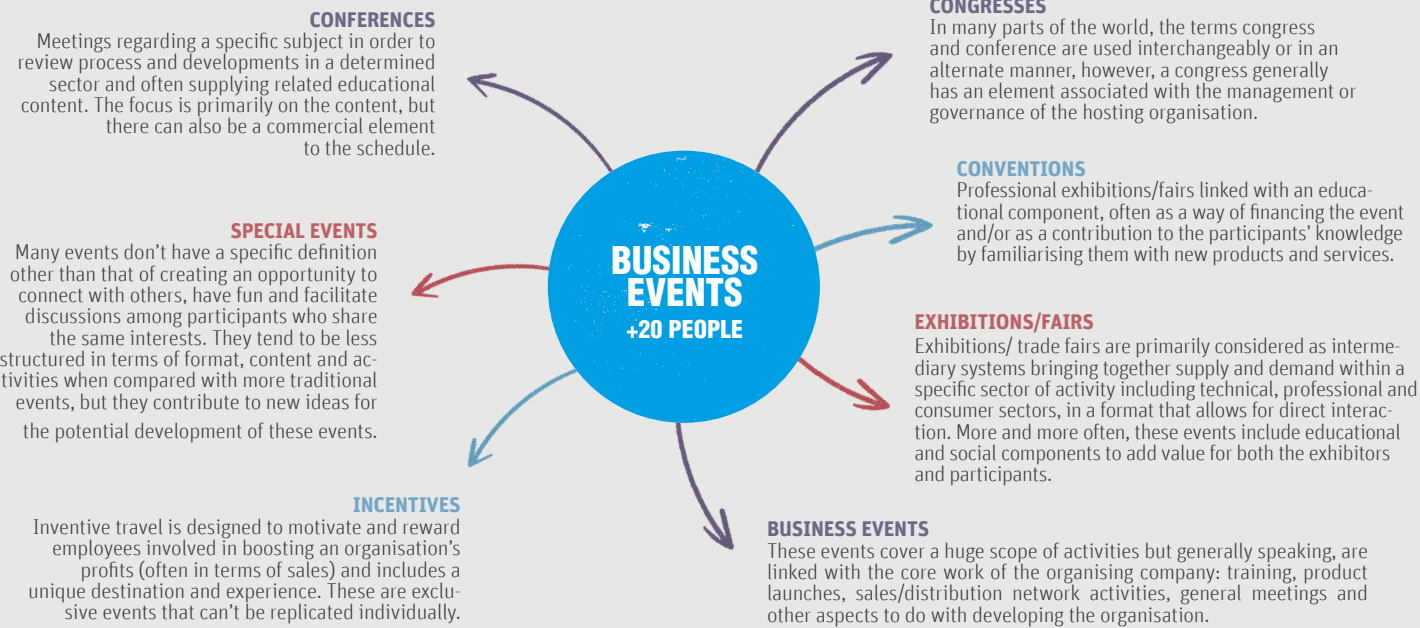 CONFERENCES
Meetings regarding a specific subject in order to
review process and developments in a determined
sector and often supplying related educational
content. The focus is primarily on the content, but
there can also be a commercial element
to the schedule.
CONGRESSES
In many parts of the world, the terms congress
and conference are used interchangeably or in an
alternate manner, however, a congress generally
has an element associated with the management or
governance of the hosting organisation.
CONVENTIONS
Professional exhibitions/fairs linked with an educa-
tional component, often as a way of financing the event
and/or as a contribution to the participants’ knowledge
by familiarising them with new products and services.
SPECIAL EVENTS
Many events don’t have a specific definition
other than that of creating an opportunity to
connect with others, have fun and facilitate
discussions among participants who share
the same interests. They tend to be less
structured in terms of format, content and ac-
tivities when compared with more traditional
events, but they contribute to new ideas for
the potential development of these events.
BUSINESS
EVENTS
+20 PEOPLE
EXHIBITIONS/FAIRS
Exhibitions/ trade fairs are primarily considered as interme-
diary systems bringing together supply and demand within a
specific sector of activity including technical, professional and
consumer sectors, in a format that allows for direct interac-
tion. More and more often, these events include educational
and social components to add value for both the exhibitors
and participants.
INCENTIVES
Inventive travel is designed to motivate and reward
employees involved in boosting an organisation’s
profits (often in terms of sales) and includes a
unique destination and experience. These are exclu-
sive events that can’t be replicated individually.
BUSINESS EVENTS
These events cover a huge scope of activities but generally speaking, are
linked with the core work of the organising company: training, product
launches, sales/distribution network activities, general meetings and
other aspects to do with developing the organisation.